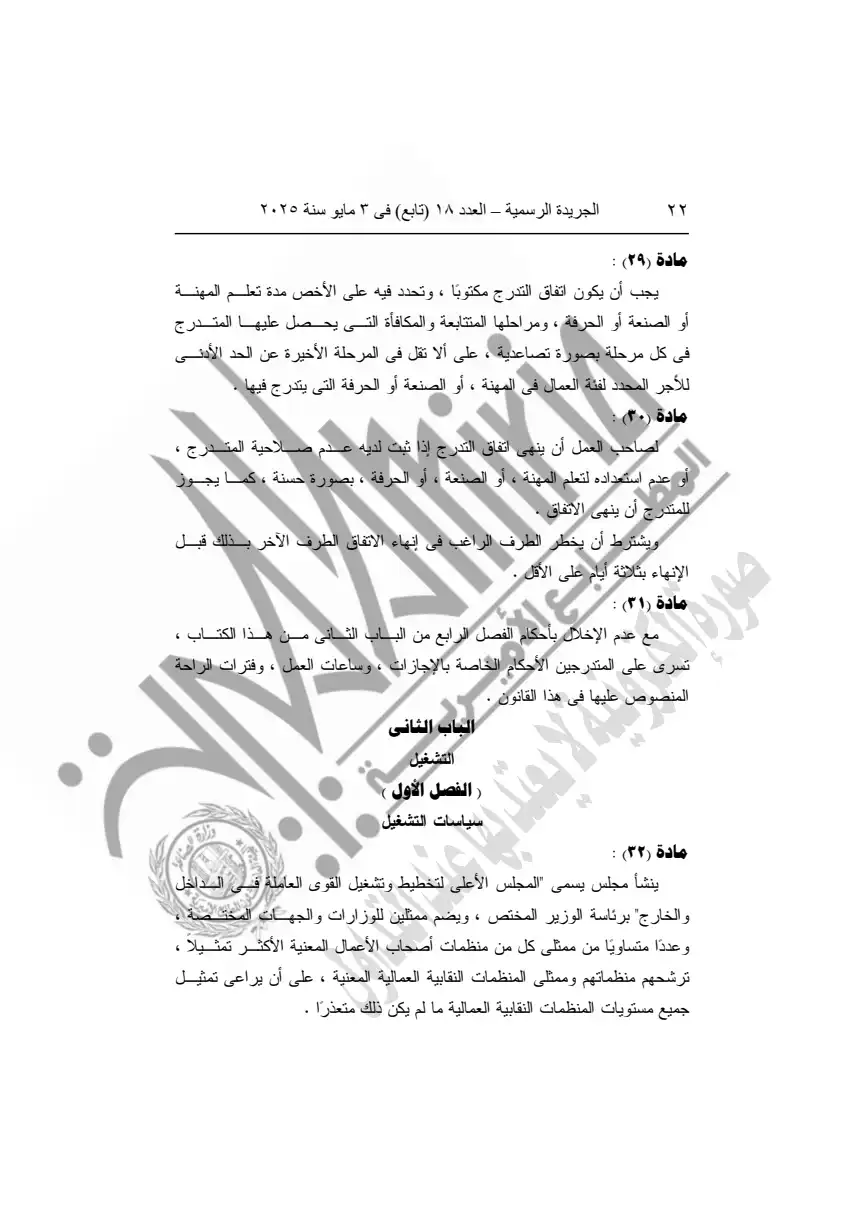 ٢٢ الجريدة الرسمية – العدد ١٨ (تابع) فى ٣ مايو سنة ٢٠٢٥
مادة (٢٩) :
يجب أن يكون اتفاق التدرج مكتوبًا ، وتحدد فيه على الأخص مدة تعلم المهنة
أو الصنعة أو الحرفة ، ومراحلها المتتابعة والمكافأة التى يحصل عليها المتدرج
فى كل مرحلة بصورة تصاعدية ، على ألا تقل فى المرحلة الأخيرة عن الحد الأدنى
للأجر المحدد لفئة العمال فى المهنة ، أو الصنعة أو الحرفة التى يتدرج فيها .
مادة (٣٠) :
لصاحب العمل أن ينهى اتفاق التدرج إذا ثبت لديه عدم صلاحية المتدرج ،
أو عدم استعداده لتعلم المهنة ، أو الصنعة ، أو الحرفة ، بصورة حسنة ، كما يجوز
للمتدرج أن ينهى الاتفاق .
ويشترط أن يخطر الطرف الراغب فى إنهاء الاتفاق الطرف الآخر بذلك قبل
الإنهاء بثلاثة أيام على الأقل .
مادة (٣١) :
مع عدم الإخلال بأحكام الفصل الرابع من الباب الثانى من هذا الكتاب ،
تسرى على المتدرجين الأحكام الخاصة بالإجازات ، وساعات العمل ، وفترات الراحة
المنصوص عليها فى هذا القانون .
الباب الثانى
التشغيل
( الفصل الأول )
سياسات التشغيل
مادة (٣٢) :
ينشأ مجلس يسمى "المجلس الأعلى لتخطيط وتشغيل القوى العاملة فى الداخل
والخارج" برئاسة الوزير المختص ، ويضم ممثلين للوزارات والجهات المختصة ،
وعددًا متساويًا من ممثلى كل من منظمات أصحاب الأعمال المعنية الأكثر تمثيلاً ،
ترشحهم منظماتهم وممثلى المنظمات النقابية العمالية المعنية ، على أن يراعى تمثيل
جميع مستويات المنظمات النقابية العمالية ما لم يكن ذلك متعذرًا .
المطابع الأميرية
صورة إلكترونية لا يعتد بها عند التداول